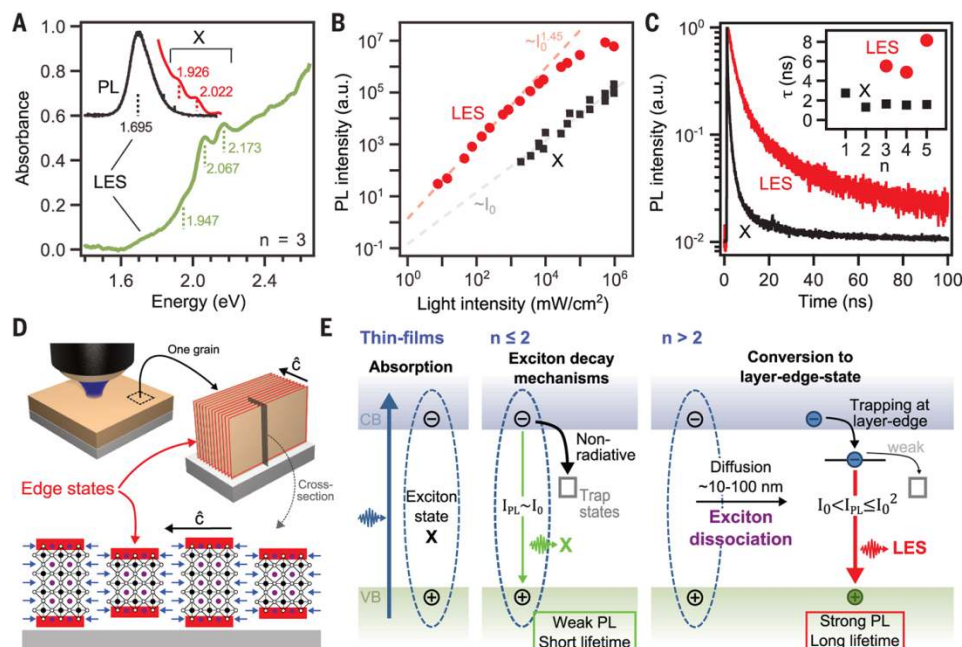 A
Absorbance
0.8
0.6
0.4
0.2
0.0
PL
X
1.926
2.022
1.695
LES
2.173
2.067
1.947
n = 3
1.6 2.0 2.4
Energy (eV)
B
PL intensity (a.u.)
10^7
10^5
10^3
10^1
10^-1
~I0^1.45
LES
X
~I0
10^0 10^2 10^4 10^6
Light intensity (mW/cm^2)
C
PL intensity (a.u.)
10^0
10^-1
10^-2
LES
X
τ (ns)
8
6
4
2
0
LES
X
1 2 3 4 5
n
0 20 40 60 80 100
Time (ns)
D
One grain
ĉ
Edge states
Cross-
section
ĉ
E
Thin-films
n ≤ 2
n > 2
Absorption
Exciton decay
mechanisms
Conversion to
layer-edge-state
CB
VB
Exciton
state
X
Non-
radiative
Trap
states
IPL~I0
X
Weak PL
Short lifetime
Diffusion
~10-100 nm
Exciton
dissociation
Trapping at
layer-edge
weak
I0<IPL≤I0^2
LES
Strong PL
Long lifetime